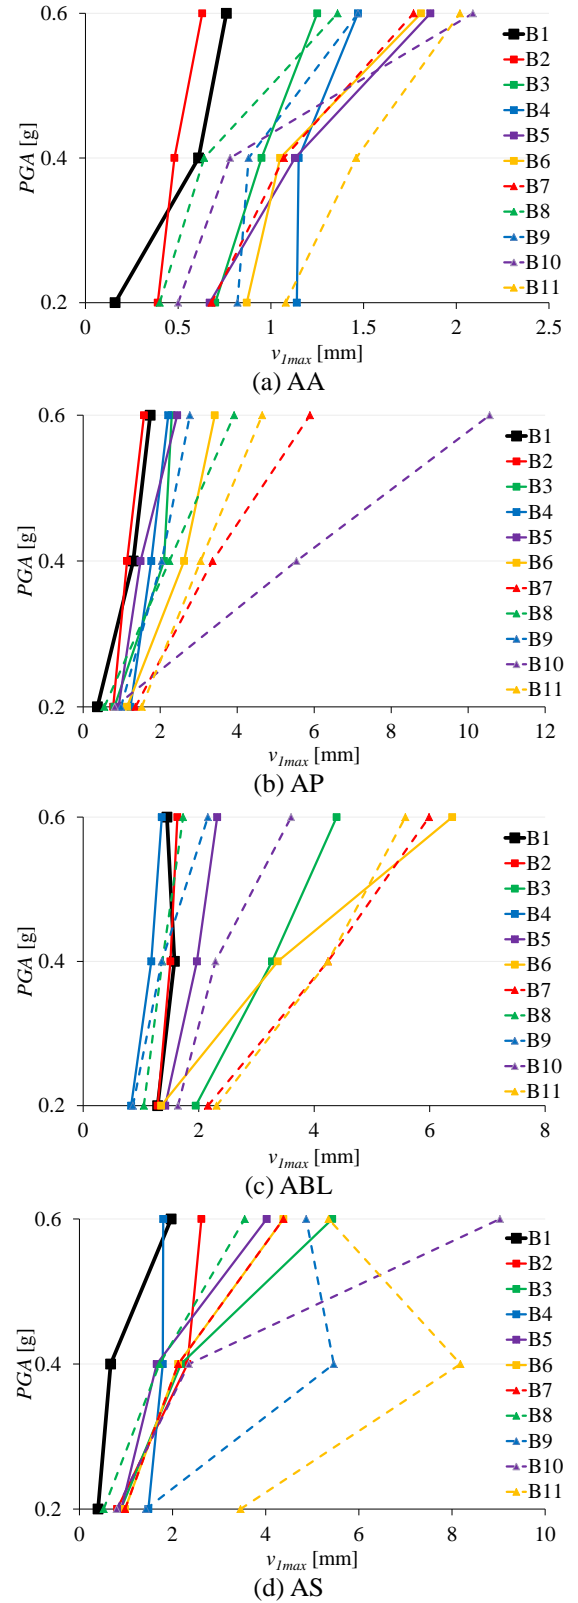 0.6
B1
B2
B3
0.4
B4
B5
B6
B7
B8
B9
B10
B11
0.2
PGA [g]
0 0.5 1 1.5 2 2.5
v1max [mm]
(a) AA
0.6
B1
B2
B3
B4
B5
0.4
B6
B7
B8
B9
B10
B11
0.2
PGA [g]
0 2 4 6 8 10 12
v1max [mm]
(b) AP
0.6
B1
B2
B3
B4
B5
0.4
B6
B7
B8
B9
B10
B11
0.2
PGA [g]
0 2 4 6 8
v1max [mm]
(c) ABL
0.6
B1
B2
B3
B4
B5
0.4
B6
B7
B8
B9
B10
B11
0.2
PGA [g]
0 2 4 6 8 10
v1max [mm]
(d) AS